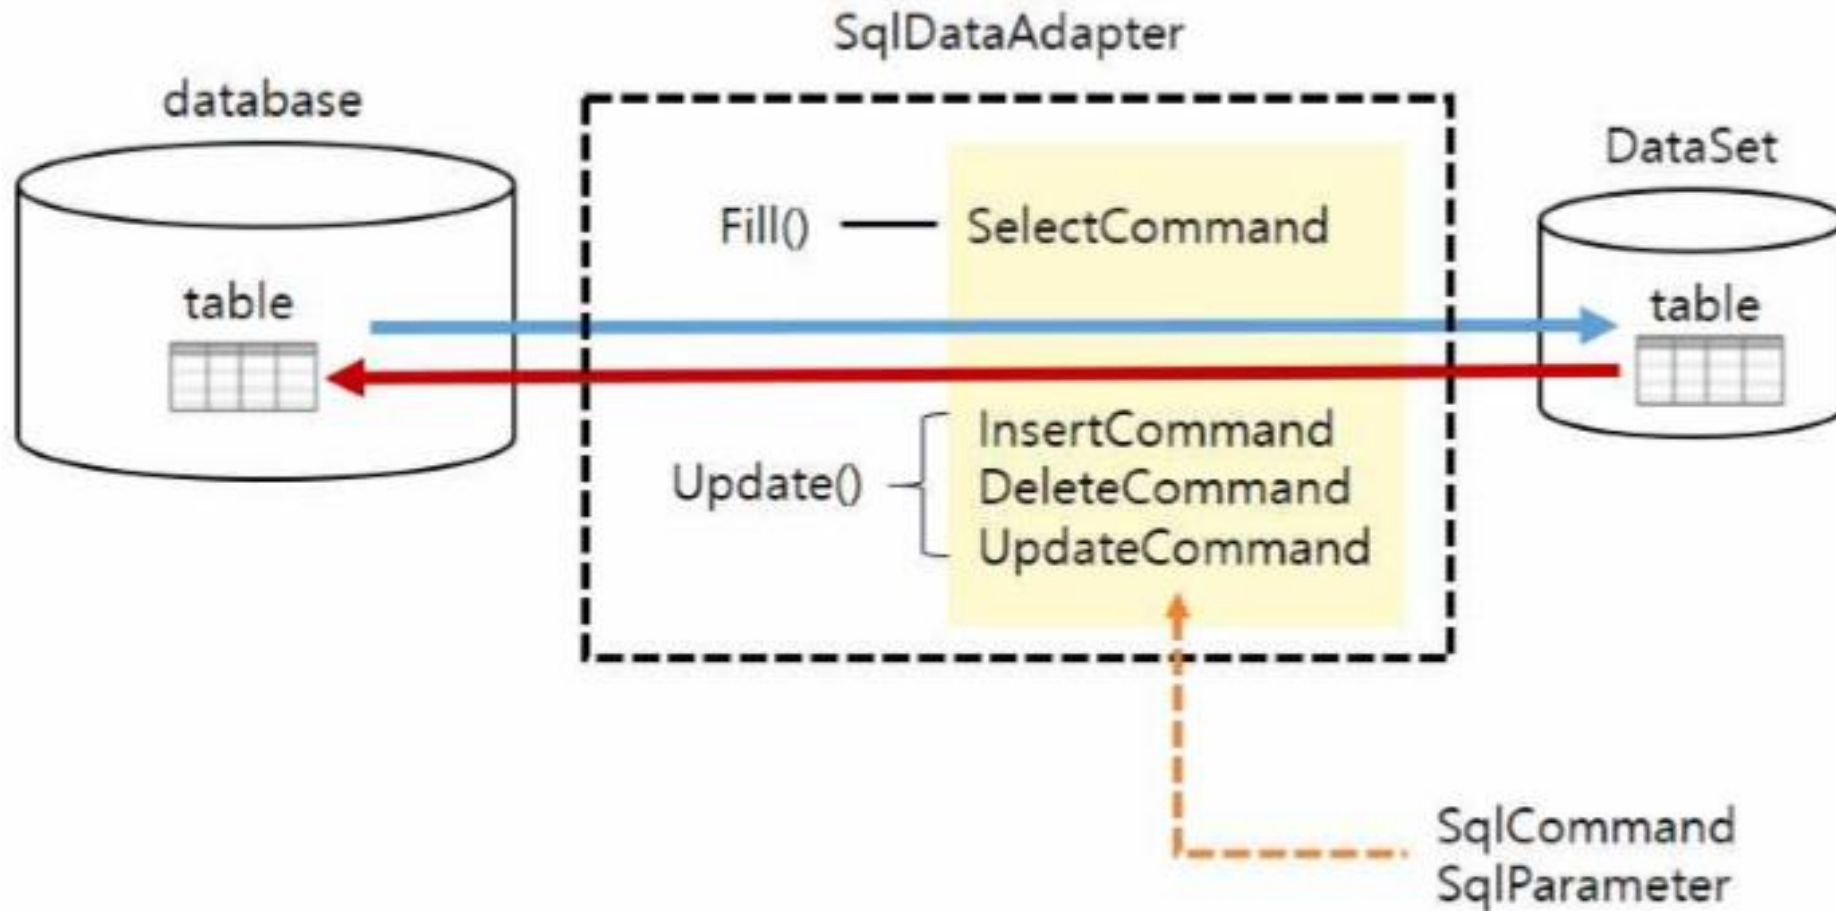 SqlDataAdapter
database
DataSet
Fill()
SelectCommand
table
table
InsertCommand
Update()
DeleteCommand
UpdateCommand
SqlCommand
SqlParameter